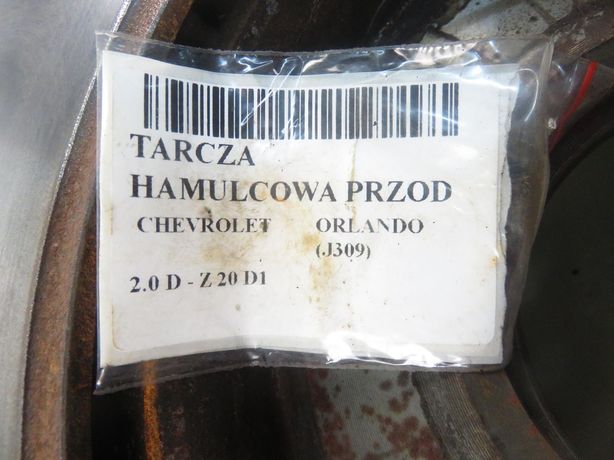 TARCZA
HAMULCOWA PRZOD
CHEVROLET ORLANDO
(J309)
2.0 D - Z 20 D1